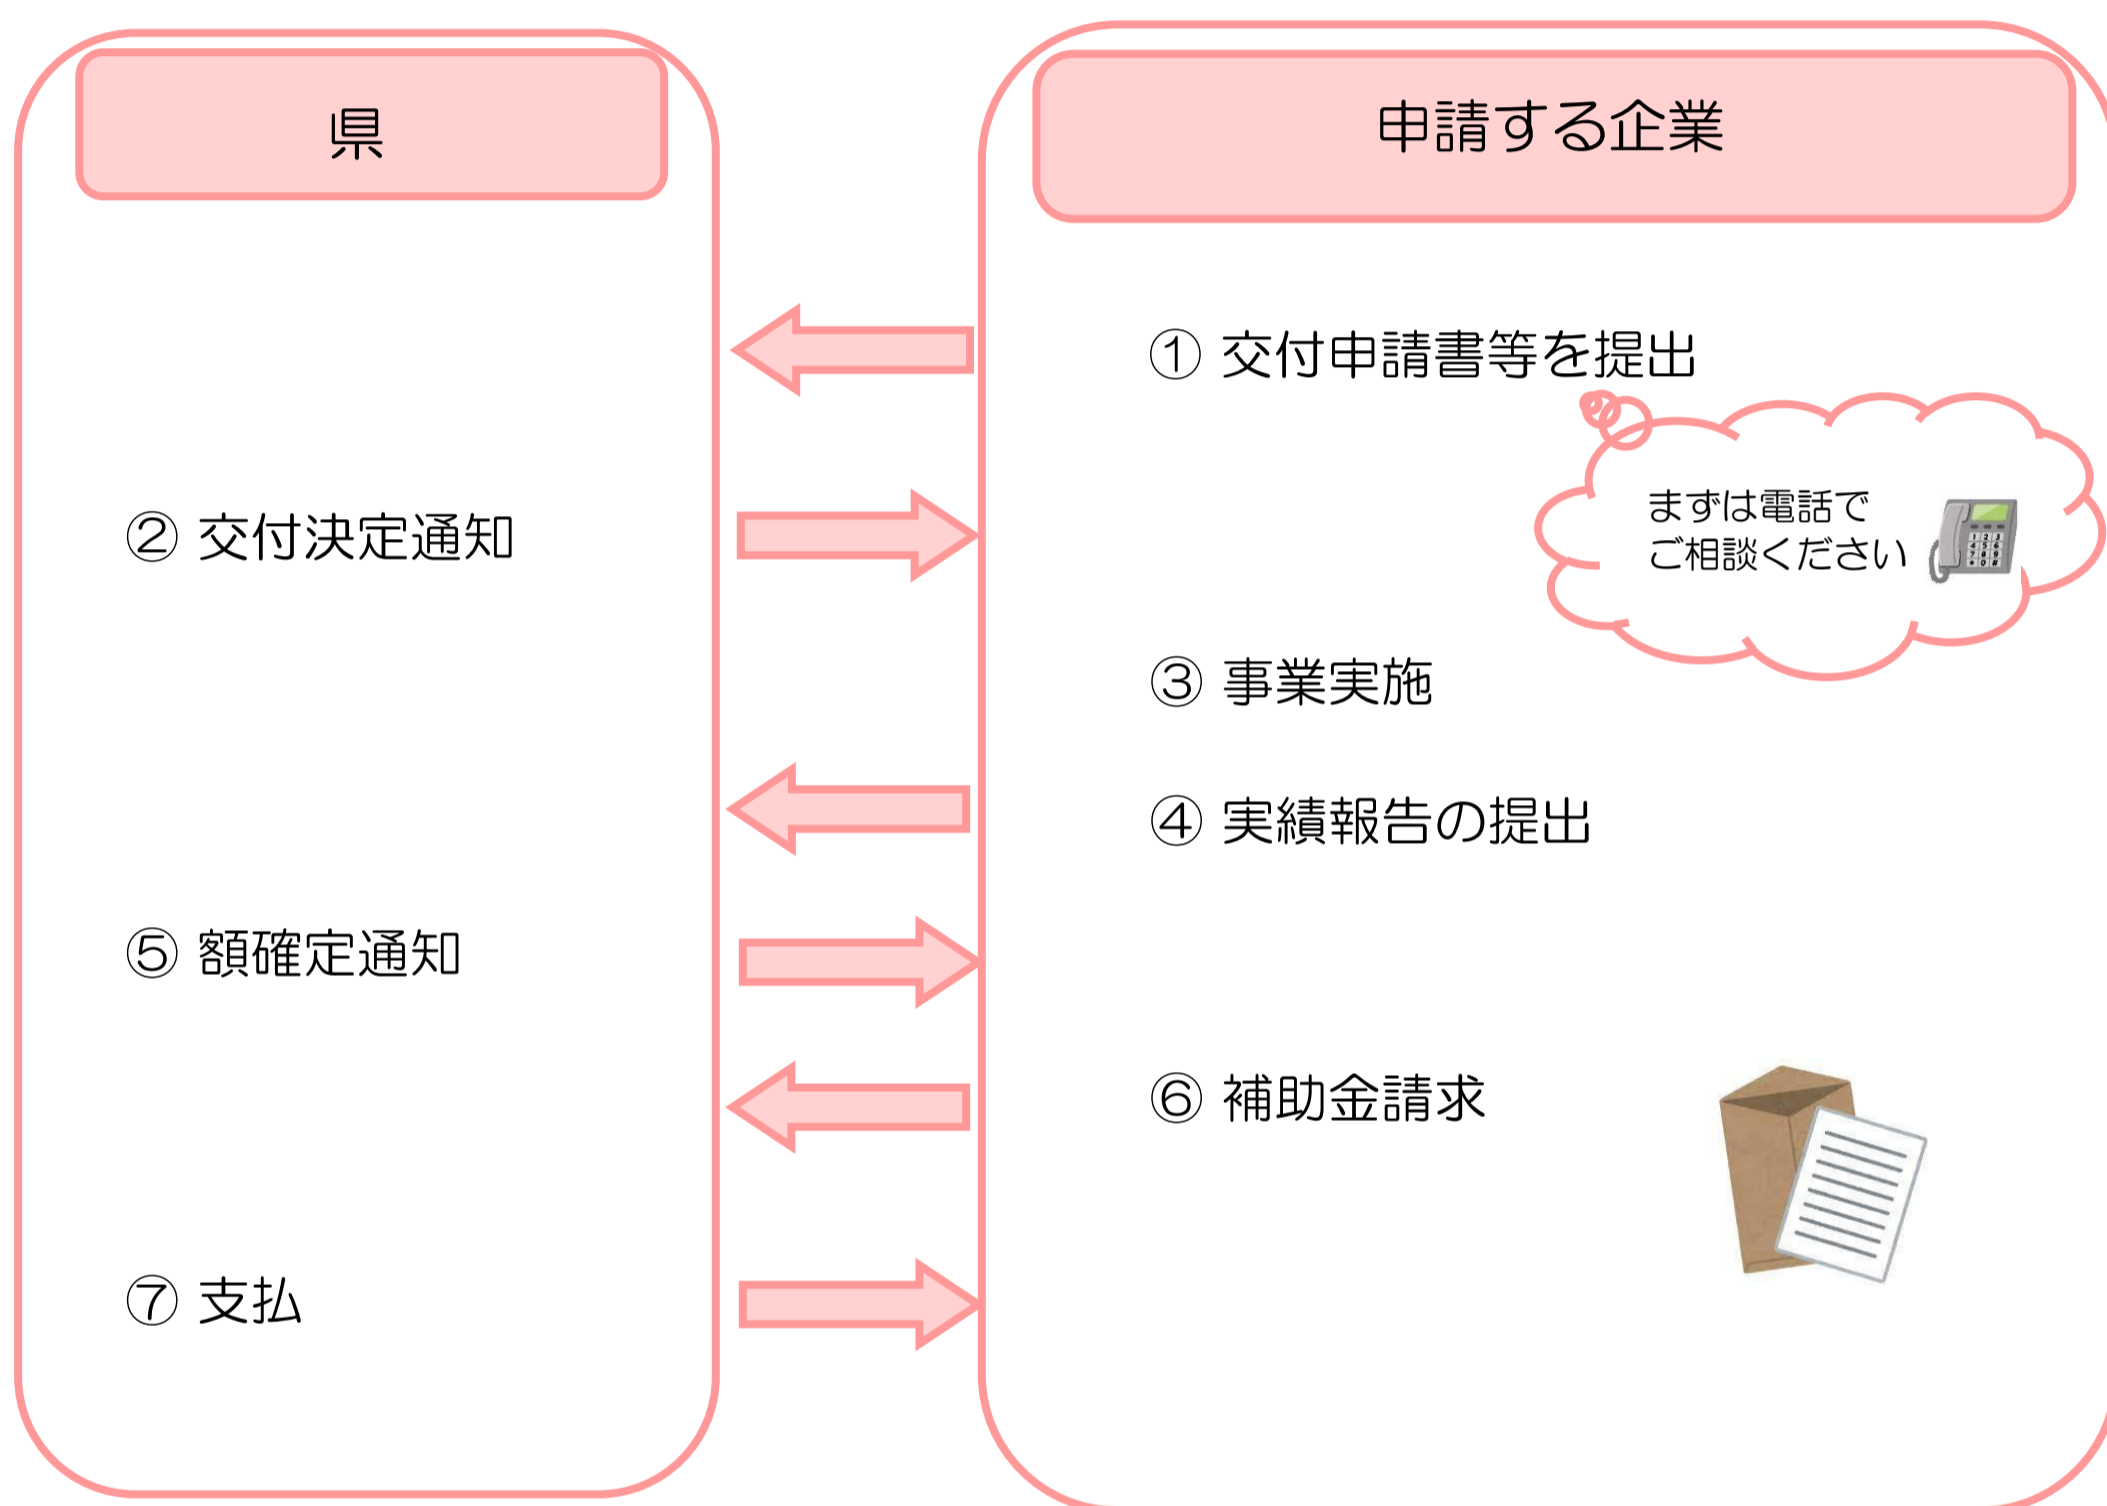 県
申請する企業
① 交付申請書等を提出
まずは電話で
ご相談ください
② 交付決定通知
③ 事業実施
④ 実績報告の提出
⑤ 額確定通知
⑥ 補助金請求
⑦ 支払